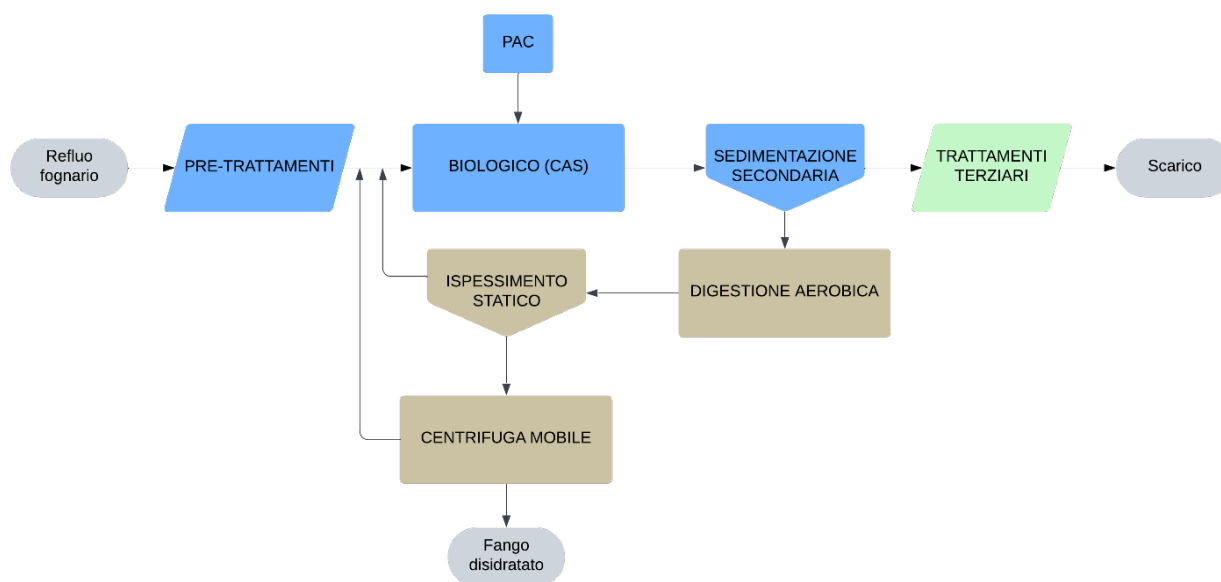 PAC
Refluo
fognario
PRE-TRATTAMENTI
BIOLOGICO (CAS)
SEDIMENTAZIONE
SECONDARIA
TRATTAMENTI
TERZIARI
Scarico
ISPESSIMENTO
STATICO
DIGESTIONE AEROBICA
CENTRIFUGA MOBILE
Fango
disidratato